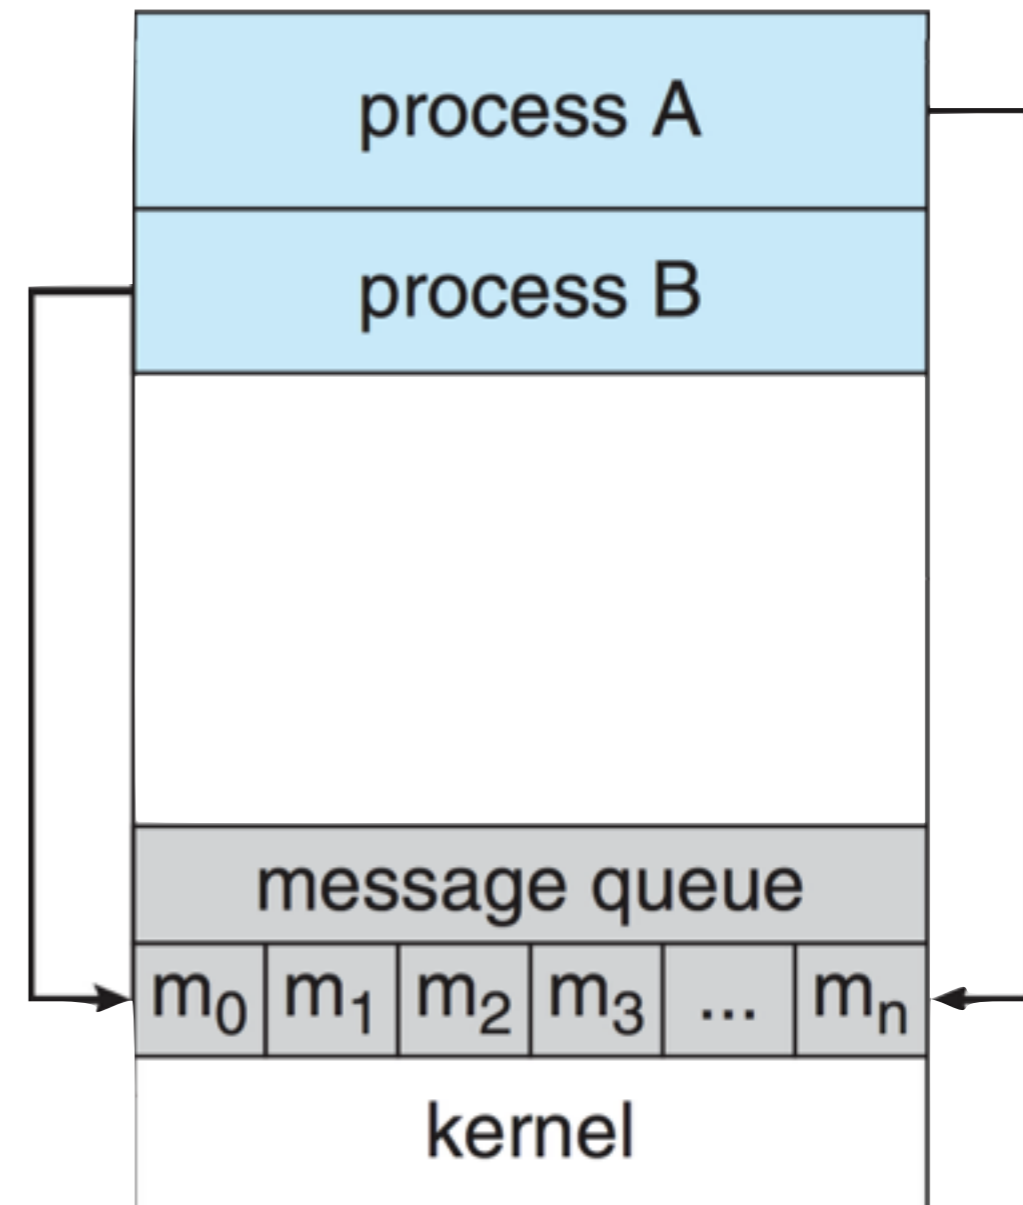 process A
process B
message queue
m₀ m₁ m₂ m₃ ... mₙ
kernel